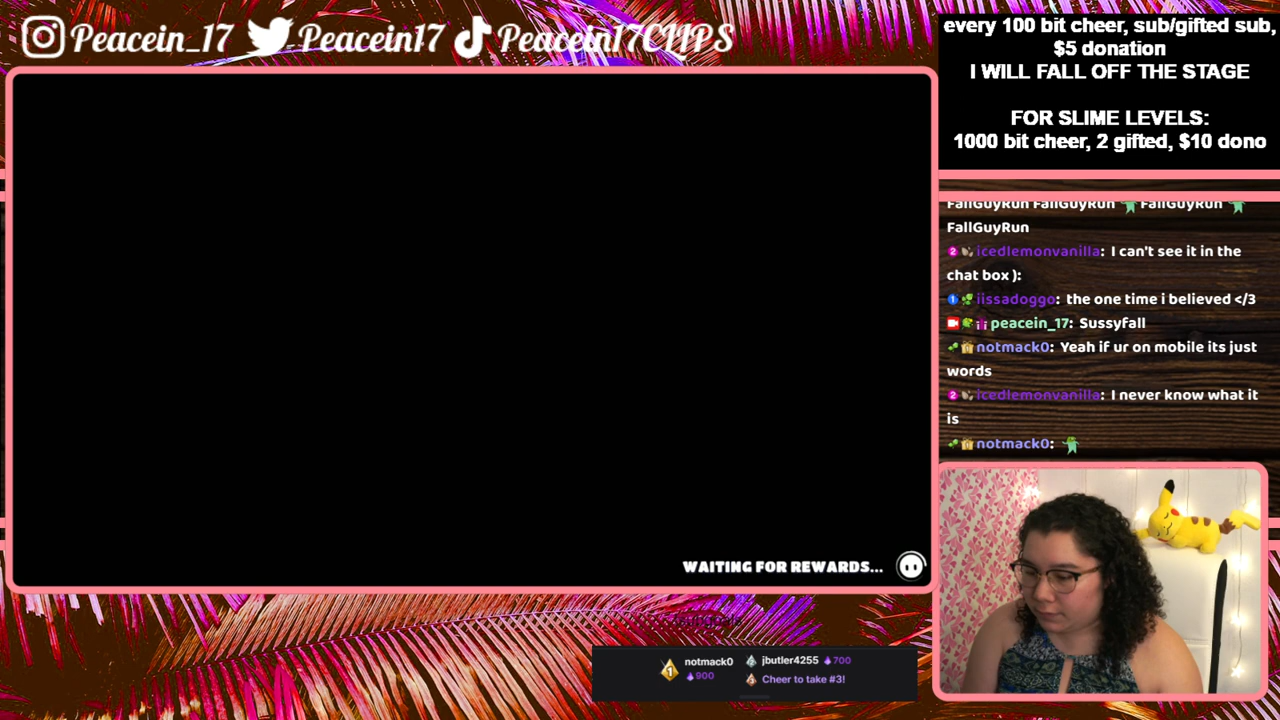 Peacein_17 Peacein17 Peacein17CLIPS
every 100 bit cheer, sub/gifted sub,
$5 donation
I WILL FALL OFF THE STAGE
FOR SLIME LEVELS:
1000 bit cheer, 2 gifted, $10 dono
FallGuyRun FallGuyRun FallGuyRun
FallGuyRun
icedlemonvanilla: I can't see it in the
chat box ):
iissadoggo: the one time i believed </3
peacein_17: Sussyfall
notmack0: Yeah if ur on mobile its just
words
icedlemonvanilla: I never know what it
is
notmack0:
WAITING FOR REWARDS...
1 notmack0 900
2 jbutler4255 700
3 Cheer to take #3!